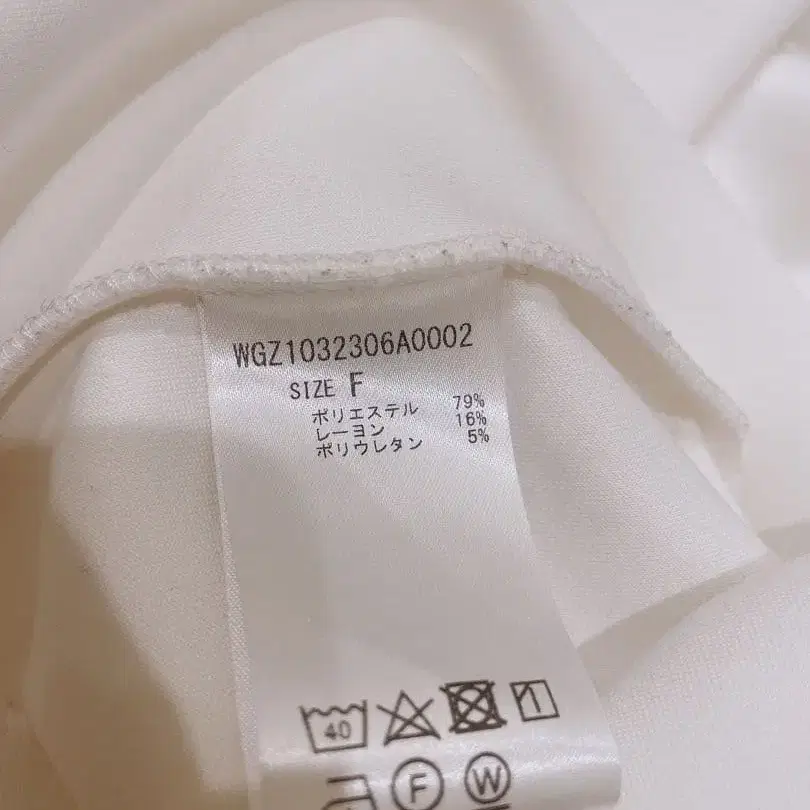 WGZ1032306A0002
SIZE F
ポリエステル 79%
レーヨン 16%
ポリウレタン 5%
40
F W